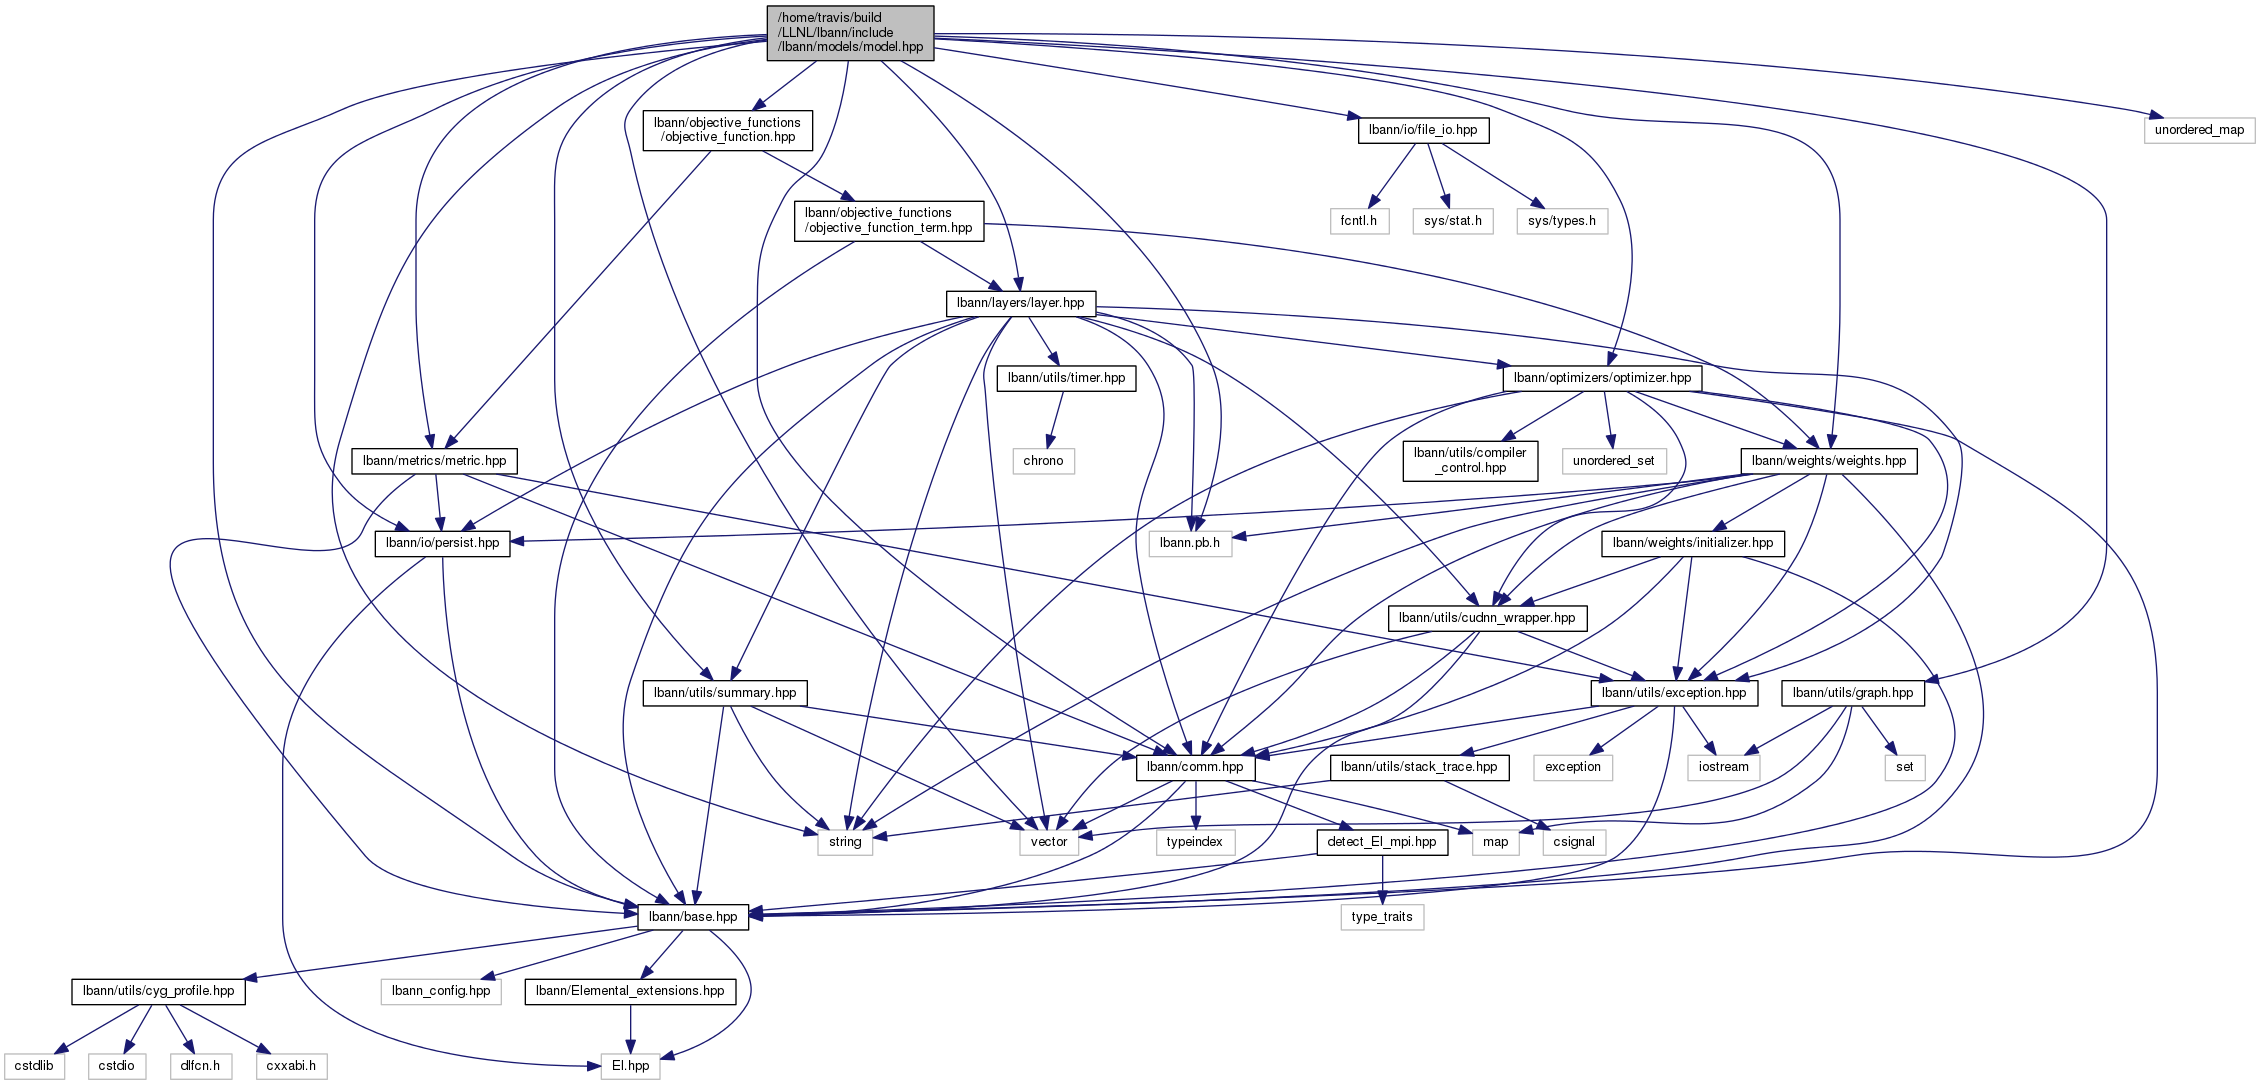 /home/travis/build
/LLNL/lbann/include
/lbann/models/model.hpp
lbann/objective_functions
/objective_function.hpp
lbann/io/file_io.hpp
unordered_map
lbann/objective_functions
/objective_function_term.hpp
fcntl.h
sys/stat.h
sys/types.h
lbann/layers/layer.hpp
lbann/utils/timer.hpp
lbann/optimizers/optimizer.hpp
lbann/metrics/metric.hpp
chrono
lbann/utils/compiler
_control.hpp
unordered_set
lbann/weights/weights.hpp
lbann/io/persist.hpp
lbann.pb.h
lbann/weights/initializer.hpp
lbann/utils/cudnn_wrapper.hpp
lbann/utils/summary.hpp
lbann/utils/exception.hpp
lbann/utils/graph.hpp
lbann/comm.hpp
lbann/utils/stack_trace.hpp
exception
iostream
set
string
vector
typeindex
detect_El_mpi.hpp
map
csignal
lbann/base.hpp
type_traits
lbann/utils/cyg_profile.hpp
lbann_config.hpp
lbann/Elemental_extensions.hpp
cstdlib
cstdio
dlfcn.h
cxxabi.h
El.hpp